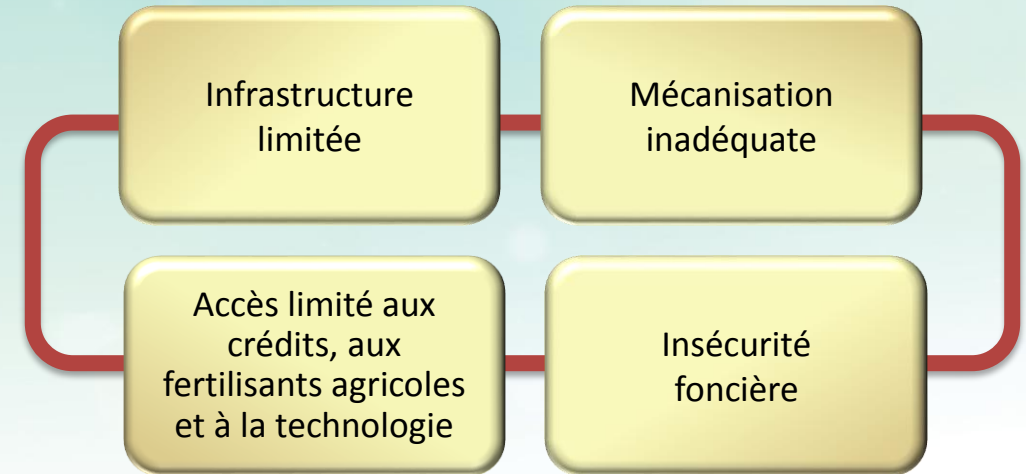 Infrastructure
limitée
Mécanisation
inadéquate
Accès limité aux
crédits, aux
fertilisants agricoles
et à la technologie
Insécurité
foncière